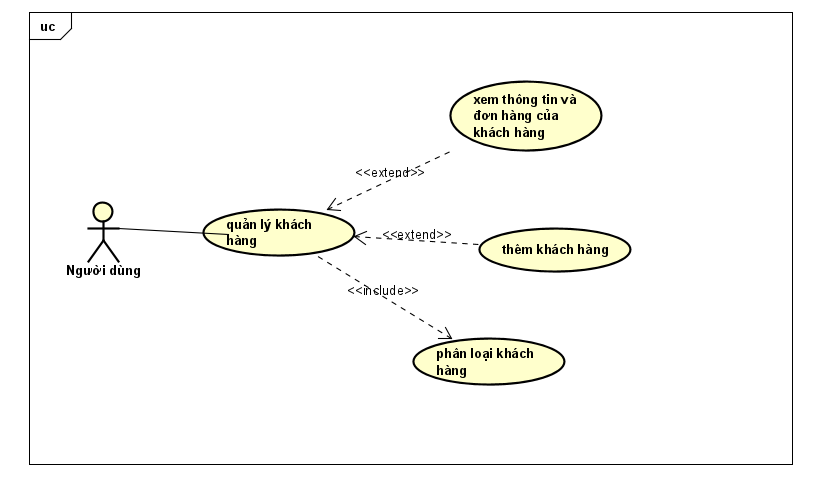 uc
xem thông tin và
đơn hàng của
khách hàng
<<extend>>
quản lý khách
hàng
<<extend>>
thêm khách hàng
Người dùng
<<include>>
phân loại khách
hàng